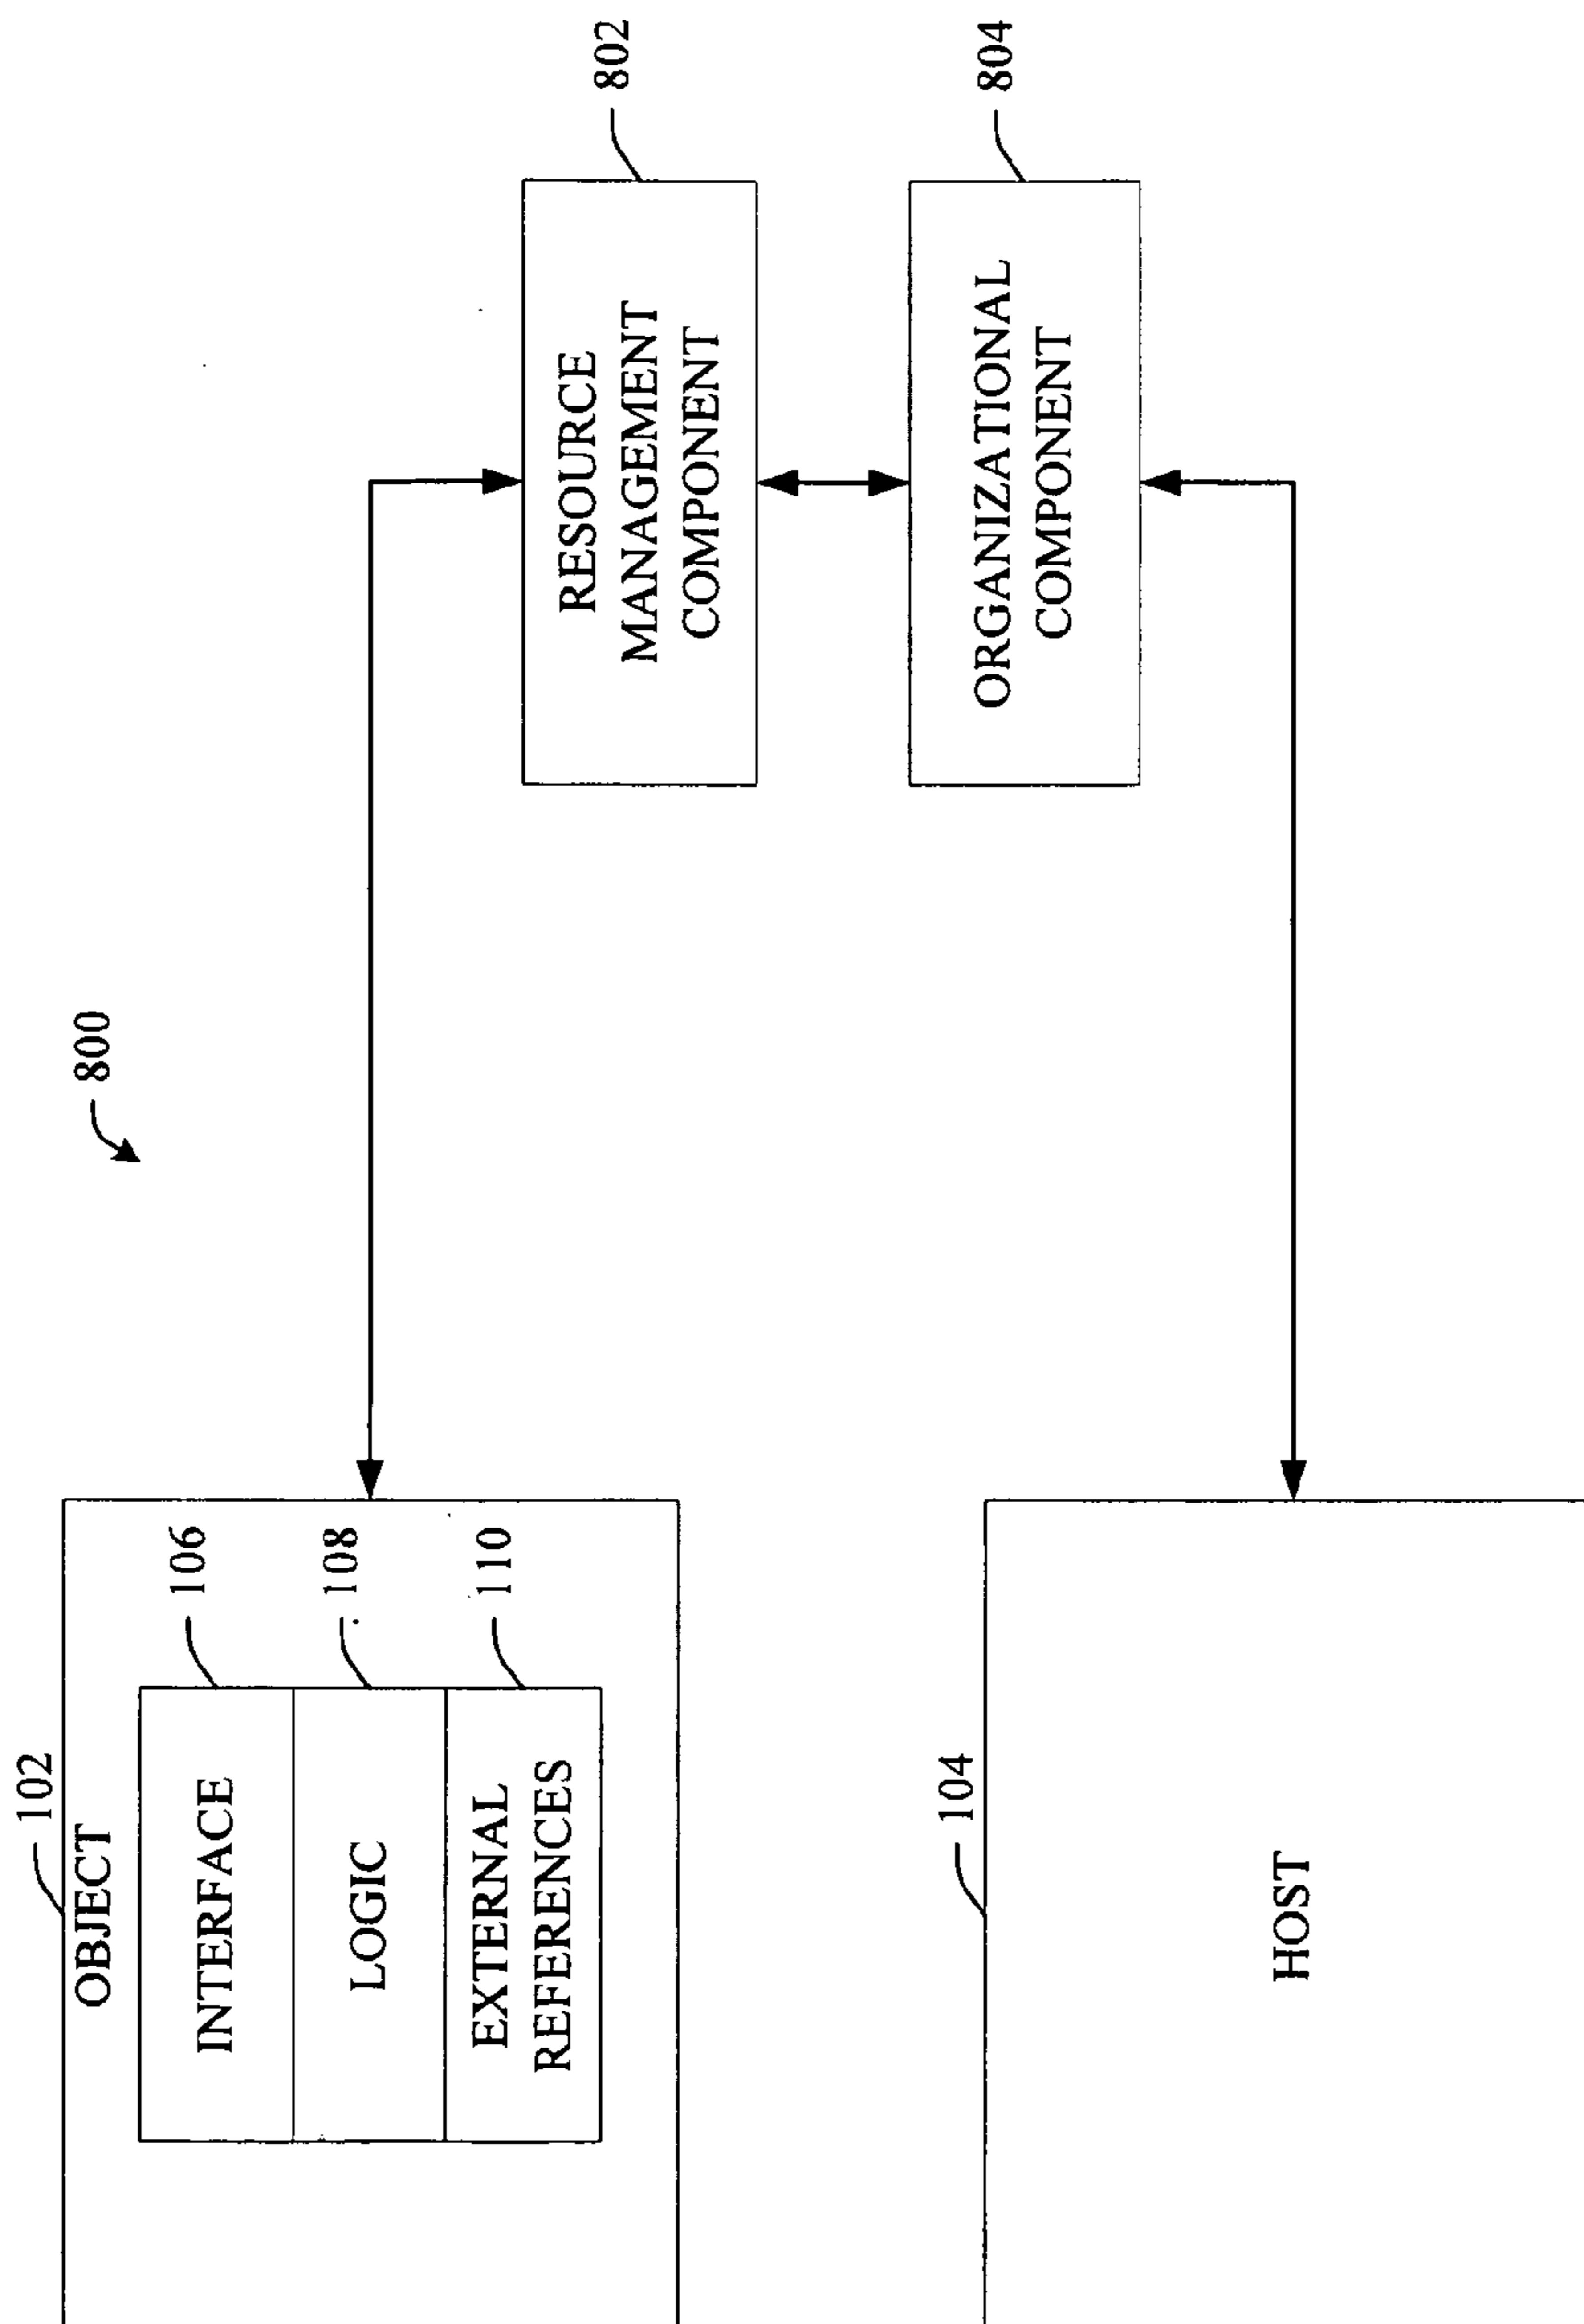 800
102
OBJECT
INTERFACE
106
LOGIC
108
EXTERNAL
REFERENCES
110
RESOURCE
MANAGEMENT
COMPONENT
802
ORGANIZATIONAL
COMPONENT
804
104
HOST